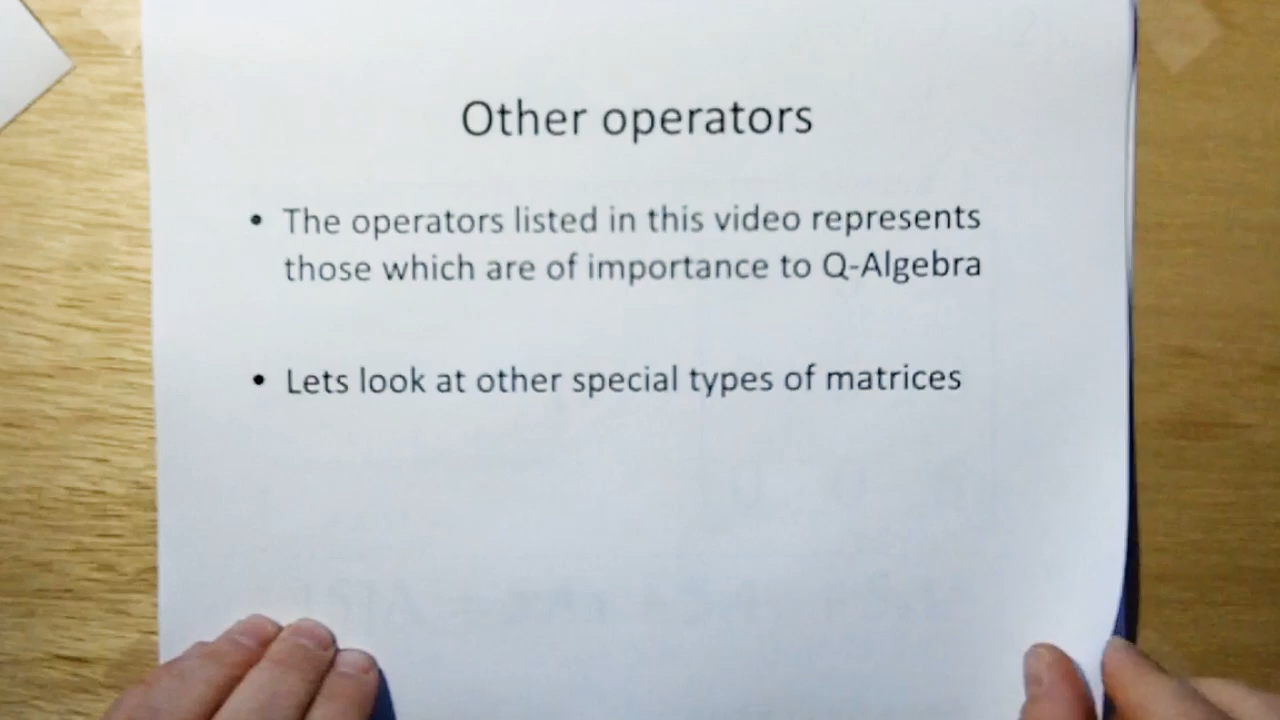 Other operators
• The operators listed in this video represents
those which are of importance to Q-Algebra
• Lets look at other special types of matrices